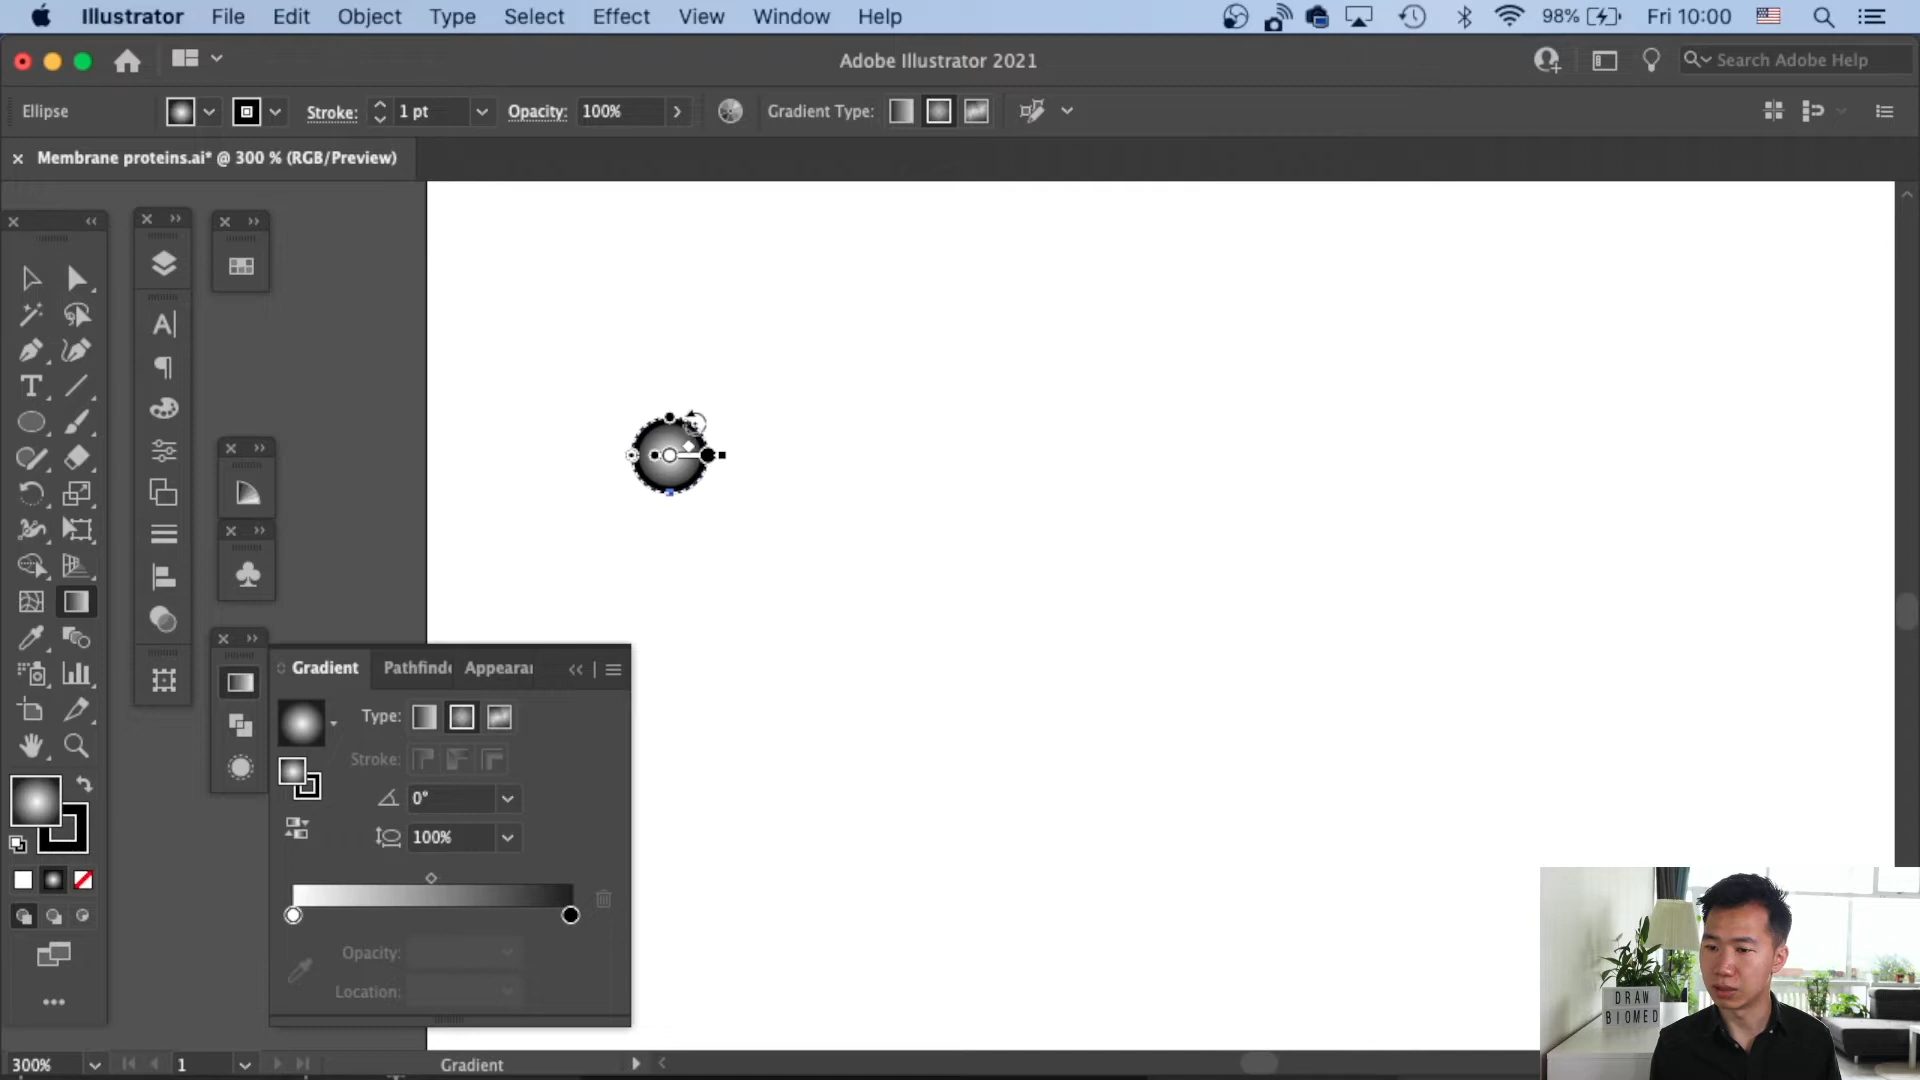 Illustrator File Edit Object Type Select Effect View Window Help 98% Fri 10:00
Adobe Illustrator 2021
Search Adobe Help
Ellipse Stroke: 1 pt Opacity: 100% Gradient Type:
Membrane proteins.ai* @ 300 % (RGB/Preview)
Gradient Pathfind Appeara
Type:
Stroke:
0°
100%
Opacity:
Location:
DRAW
BIOMED
300% 1 Gradient